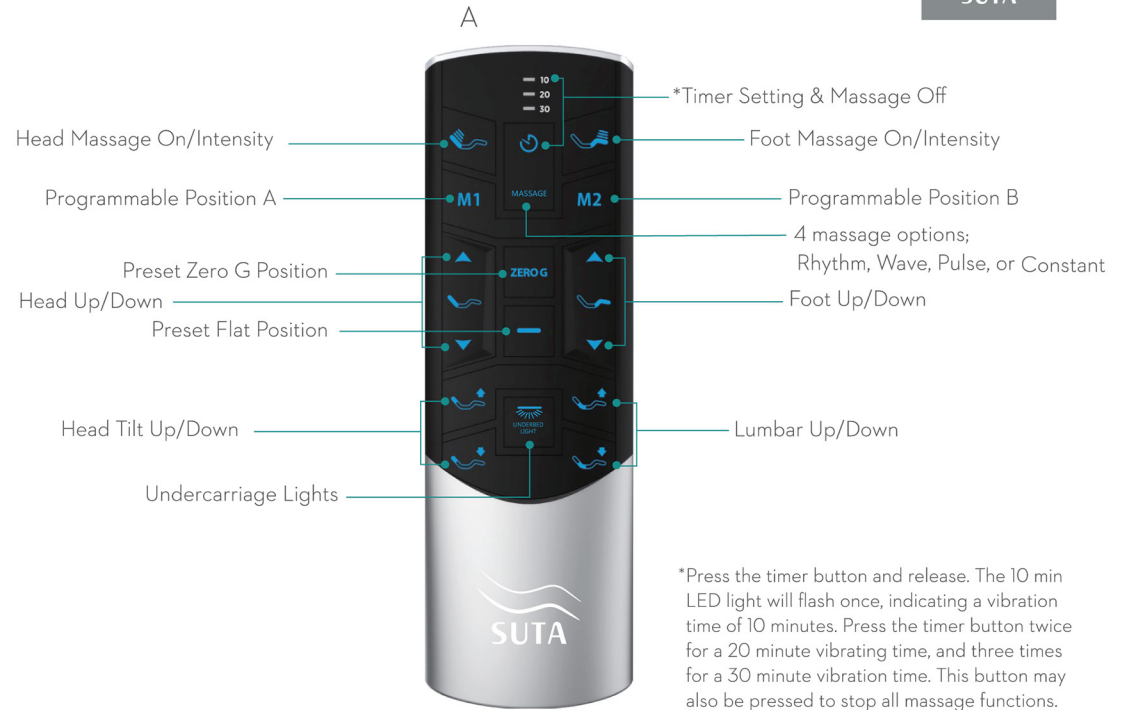 SUTA
A
10
20
30
*Timer Setting & Massage Off
Head Massage On/Intensity
Foot Massage On/Intensity
Programmable Position A
M1
MASSAGE
M2
Programmable Position B
4 massage options;
Rhythm, Wave, Pulse, or Constant
Preset Zero G Position
ZERO G
Head Up/Down
Foot Up/Down
Preset Flat Position
Head Tilt Up/Down
UNDERBED
LIGHT
Lumbar Up/Down
Undercarriage Lights
SUTA
*Press the timer button and release. The 10 min
LED light will flash once, indicating a vibration
time of 10 minutes. Press the timer button twice
for a 20 minute vibrating time, and three times
for a 30 minute vibration time. This button may
also be pressed to stop all massage functions.